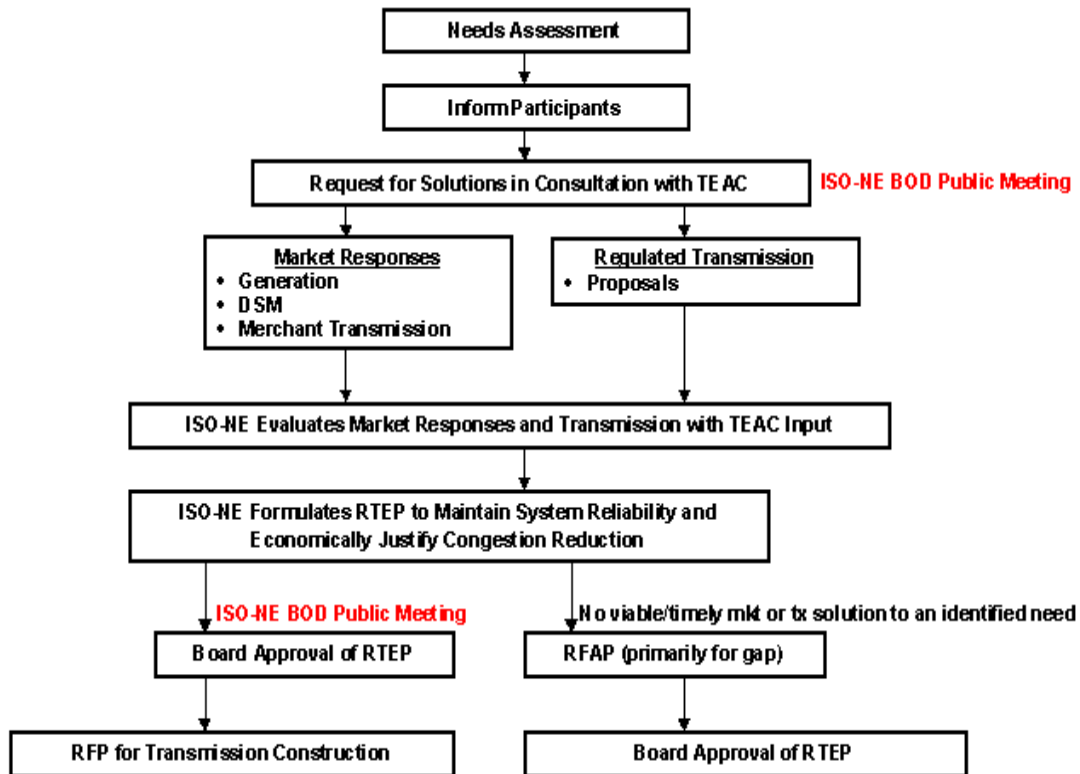 Needs Assessment
Inform Participants
Request for Solutions in Consultation with TEAC
ISO-NE BOD Public Meeting
Market Responses
• Generation
• DSM
• Merchant Transmission
Regulated Transmission
• Proposals
ISO-NE Evaluates Market Responses and Transmission with TEAC Input
ISO-NE Formulates RTEP to Maintain System Reliability and
Economically Justify Congestion Reduction
ISO-NE BOD Public Meeting
No viable/timely mkt or tx solution to an identified need
Board Approval of RTEP
RFAP (primarily for gap)
RFP for Transmission Construction
Board Approval of RTEP